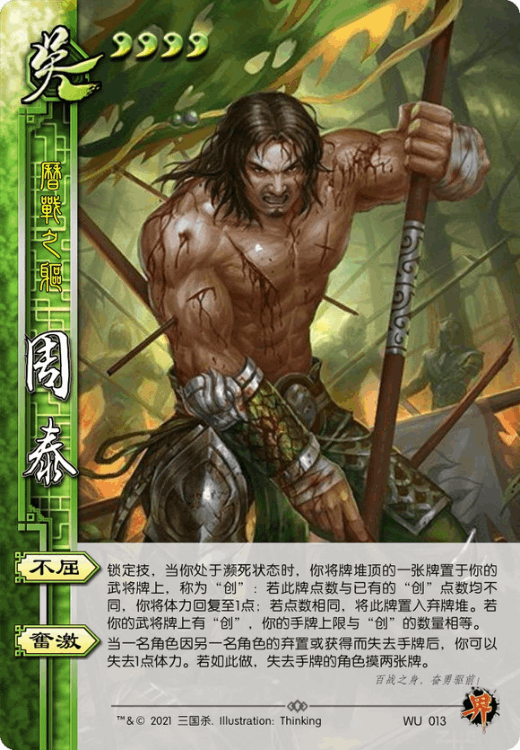 吴
曆戰之軀
周泰
不屈
锁定技，当你处于濒死状态时，你将牌堆顶的一张牌置于你的
武将牌上，称为“创”：若此牌点数与已有的“创”点数均不
同，你将体力回复至1点；若点数相同，将此牌置入弃牌堆。若
你的武将牌上有“创”，你的手牌上限与“创”的数量相等。
奮激
当一名角色因另一名角色的弃置或获得而失去手牌后，你可以
失去1点体力。若如此做，失去手牌的角色摸两张牌。
百战之身，奋勇驱前！
™&© 2021 三国杀. Illustration: Thinking
WU 013
界